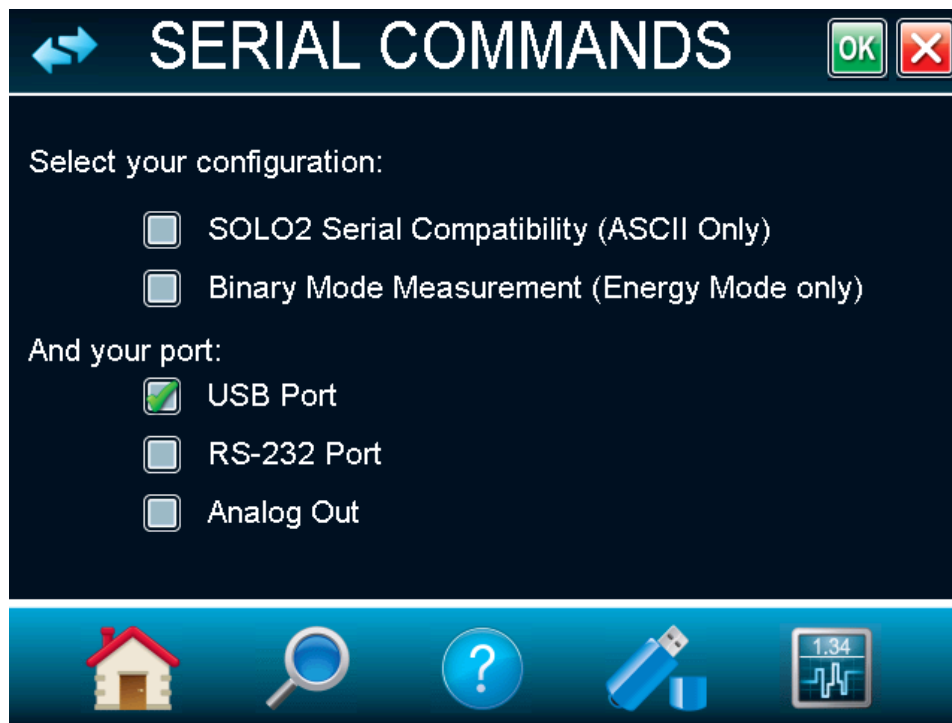 SERIAL COMMANDS
OK
Select your configuration:
SOLO2 Serial Compatibility (ASCII Only)
Binary Mode Measurement (Energy Mode only)
And your port:
USB Port
RS-232 Port
Analog Out
?
1.34